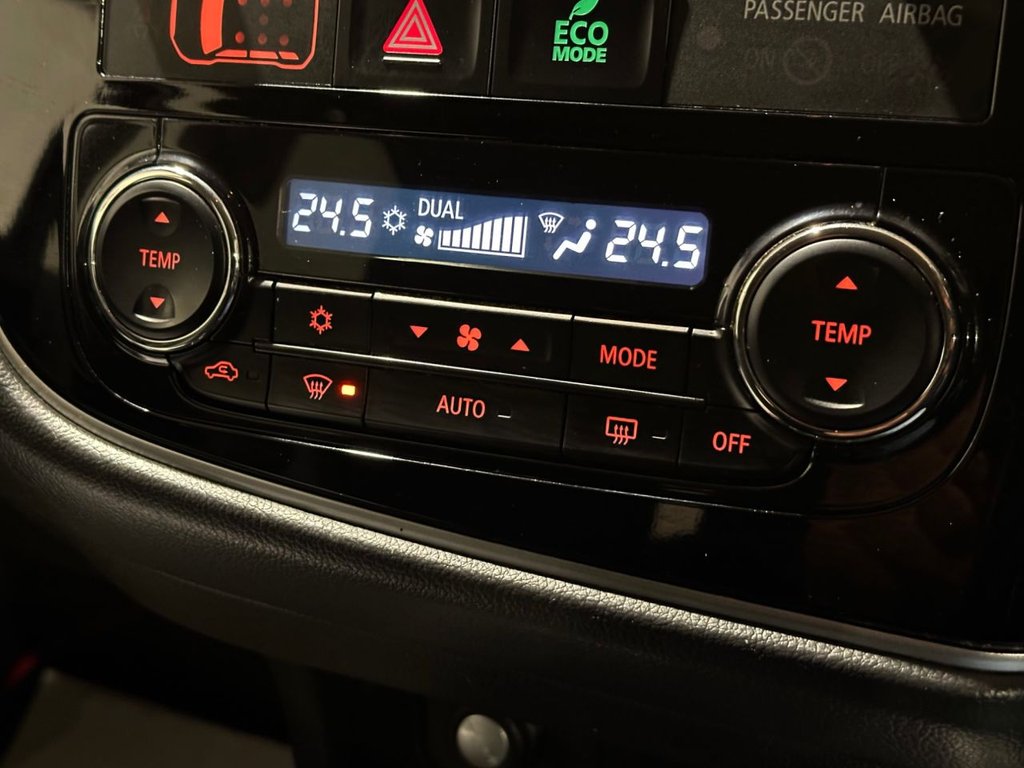 ECO
MODE
PASSENGER AIRBAG
24.5 DUAL 24.5
TEMP
TEMP
MODE
AUTO
OFF